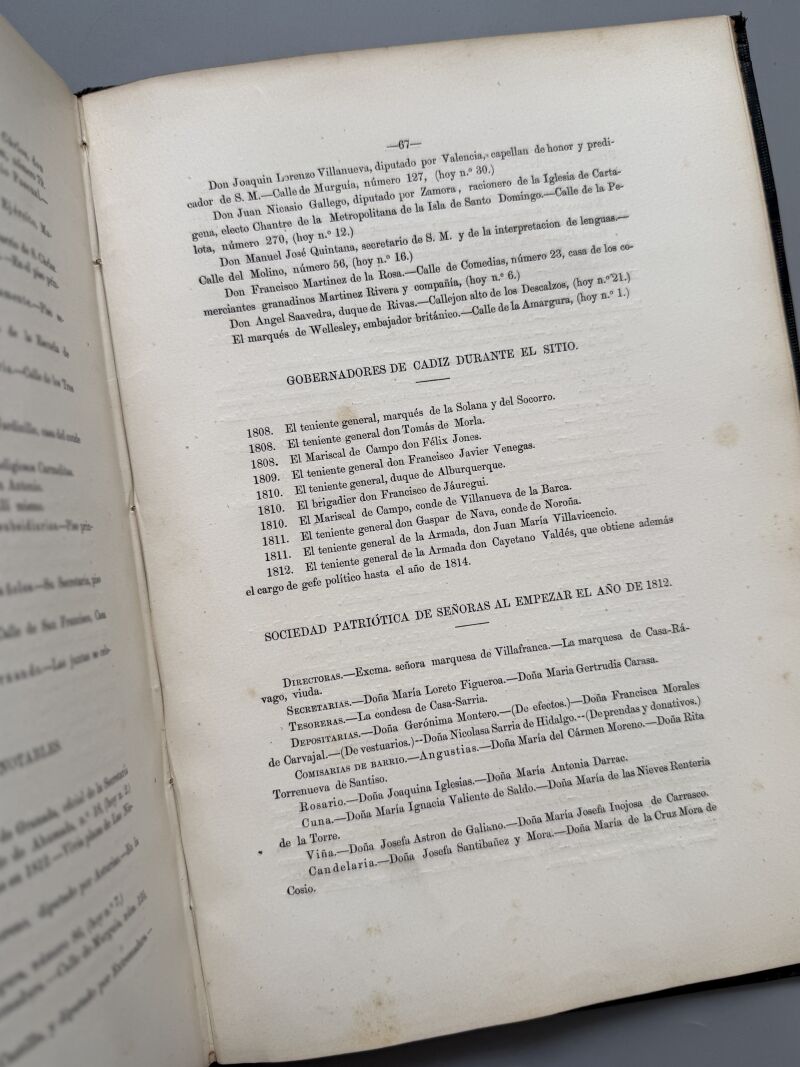 —67—
Don Joaquin Lorenzo Villanueva, diputado por Valencia, capellan de honor y predi-
cador de S. M.—Calle de Murguía, número 127, (hoy n.º 30.)
Don Juan Nicasio Gallego, diputado por Zamora, racionero de la Iglesia de Carta-
gena, electo Chantre de la Metropolitana de la Isla de Santo Domingo.—Calle de la Pe-
lota, número 270, (hoy n.º 12.)
Don Manuel José Quintana, secretario de S. M. y de la interpretacion de lenguas.—
Calle del Molino, número 56, (hoy n.º 16.)
Don Francisco Martinez de la Rosa.—Calle de Comedias, número 23, casa de los co-
merciantes granadinos Martinez Rivera y compañía, (hoy n.º 6.)
Don Angel Saavedra, duque de Rivas.—Callejon alto de los Descalzos, (hoy n.º 21.)
El marqués de Wellesley, embajador británico.—Calle de la Amargura, (hoy n.º 1.)
GOBERNADORES DE CADIZ DURANTE EL SITIO.
1808. El teniente general, marqués de la Solana y del Socorro.
1808. El teniente general don Tomás de Morla.
1808. El Mariscal de Campo don Félix Jones.
1809. El teniente general don Francisco Javier Venegas.
1810. El teniente general, duque de Alburquerque.
1810. El brigadier don Francisco de Jáuregui.
1810. El Mariscal de Campo, conde de Villanueva de la Barca.
1811. El teniente general don Gaspar de Nava, conde de Noroña.
1811. El teniente general de la Armada, don Juan María Villavicencio.
1812. El teniente general de la Armada don Cayetano Valdés, que obtiene además
el cargo de gefe político hasta el año de 1814.
SOCIEDAD PATRIÓTICA DE SEÑORAS AL EMPEZAR EL AÑO DE 1812.
DIRECTORAS.—Excma. señora marquesa de Villafranca.—La marquesa de Casa-Rá-
vago, viuda.
SECRETARIAS.—Doña María Loreto Figueroa.—Doña Maria Gertrudis Carasa.
TESORERAS.—La condesa de Casa-Sarria.
DEPOSITARIAS.—Doña Gerónima Montero.—(De efectos.)—Doña Francisca Morales
de Carvajal.—(De vestuarios.)--Doña Nicolasa Sarria de Hidalgo.--(De prendas y donativos.)
COMISARIAS DE BARRIO.—Angustias.—Doña María del Cármen Moreno.—Doña Rita
Torrenueva de Santiso.
Rosario.—Doña Joaquina Iglesias.—Doña María Antonia Darrac.
Cuna.—Doña María Ignacia Valiente de Saldo.—Doña María de las Nieves Renteria
de la Torre.
Viña.—Doña Josefa Astron de Galiano.—Doña María Josefa Inojosa de Carrasco.
Candelaria.—Doña Josefa Santibañez y Mora.—Doña María de la Cruz Mora de
Cosio.